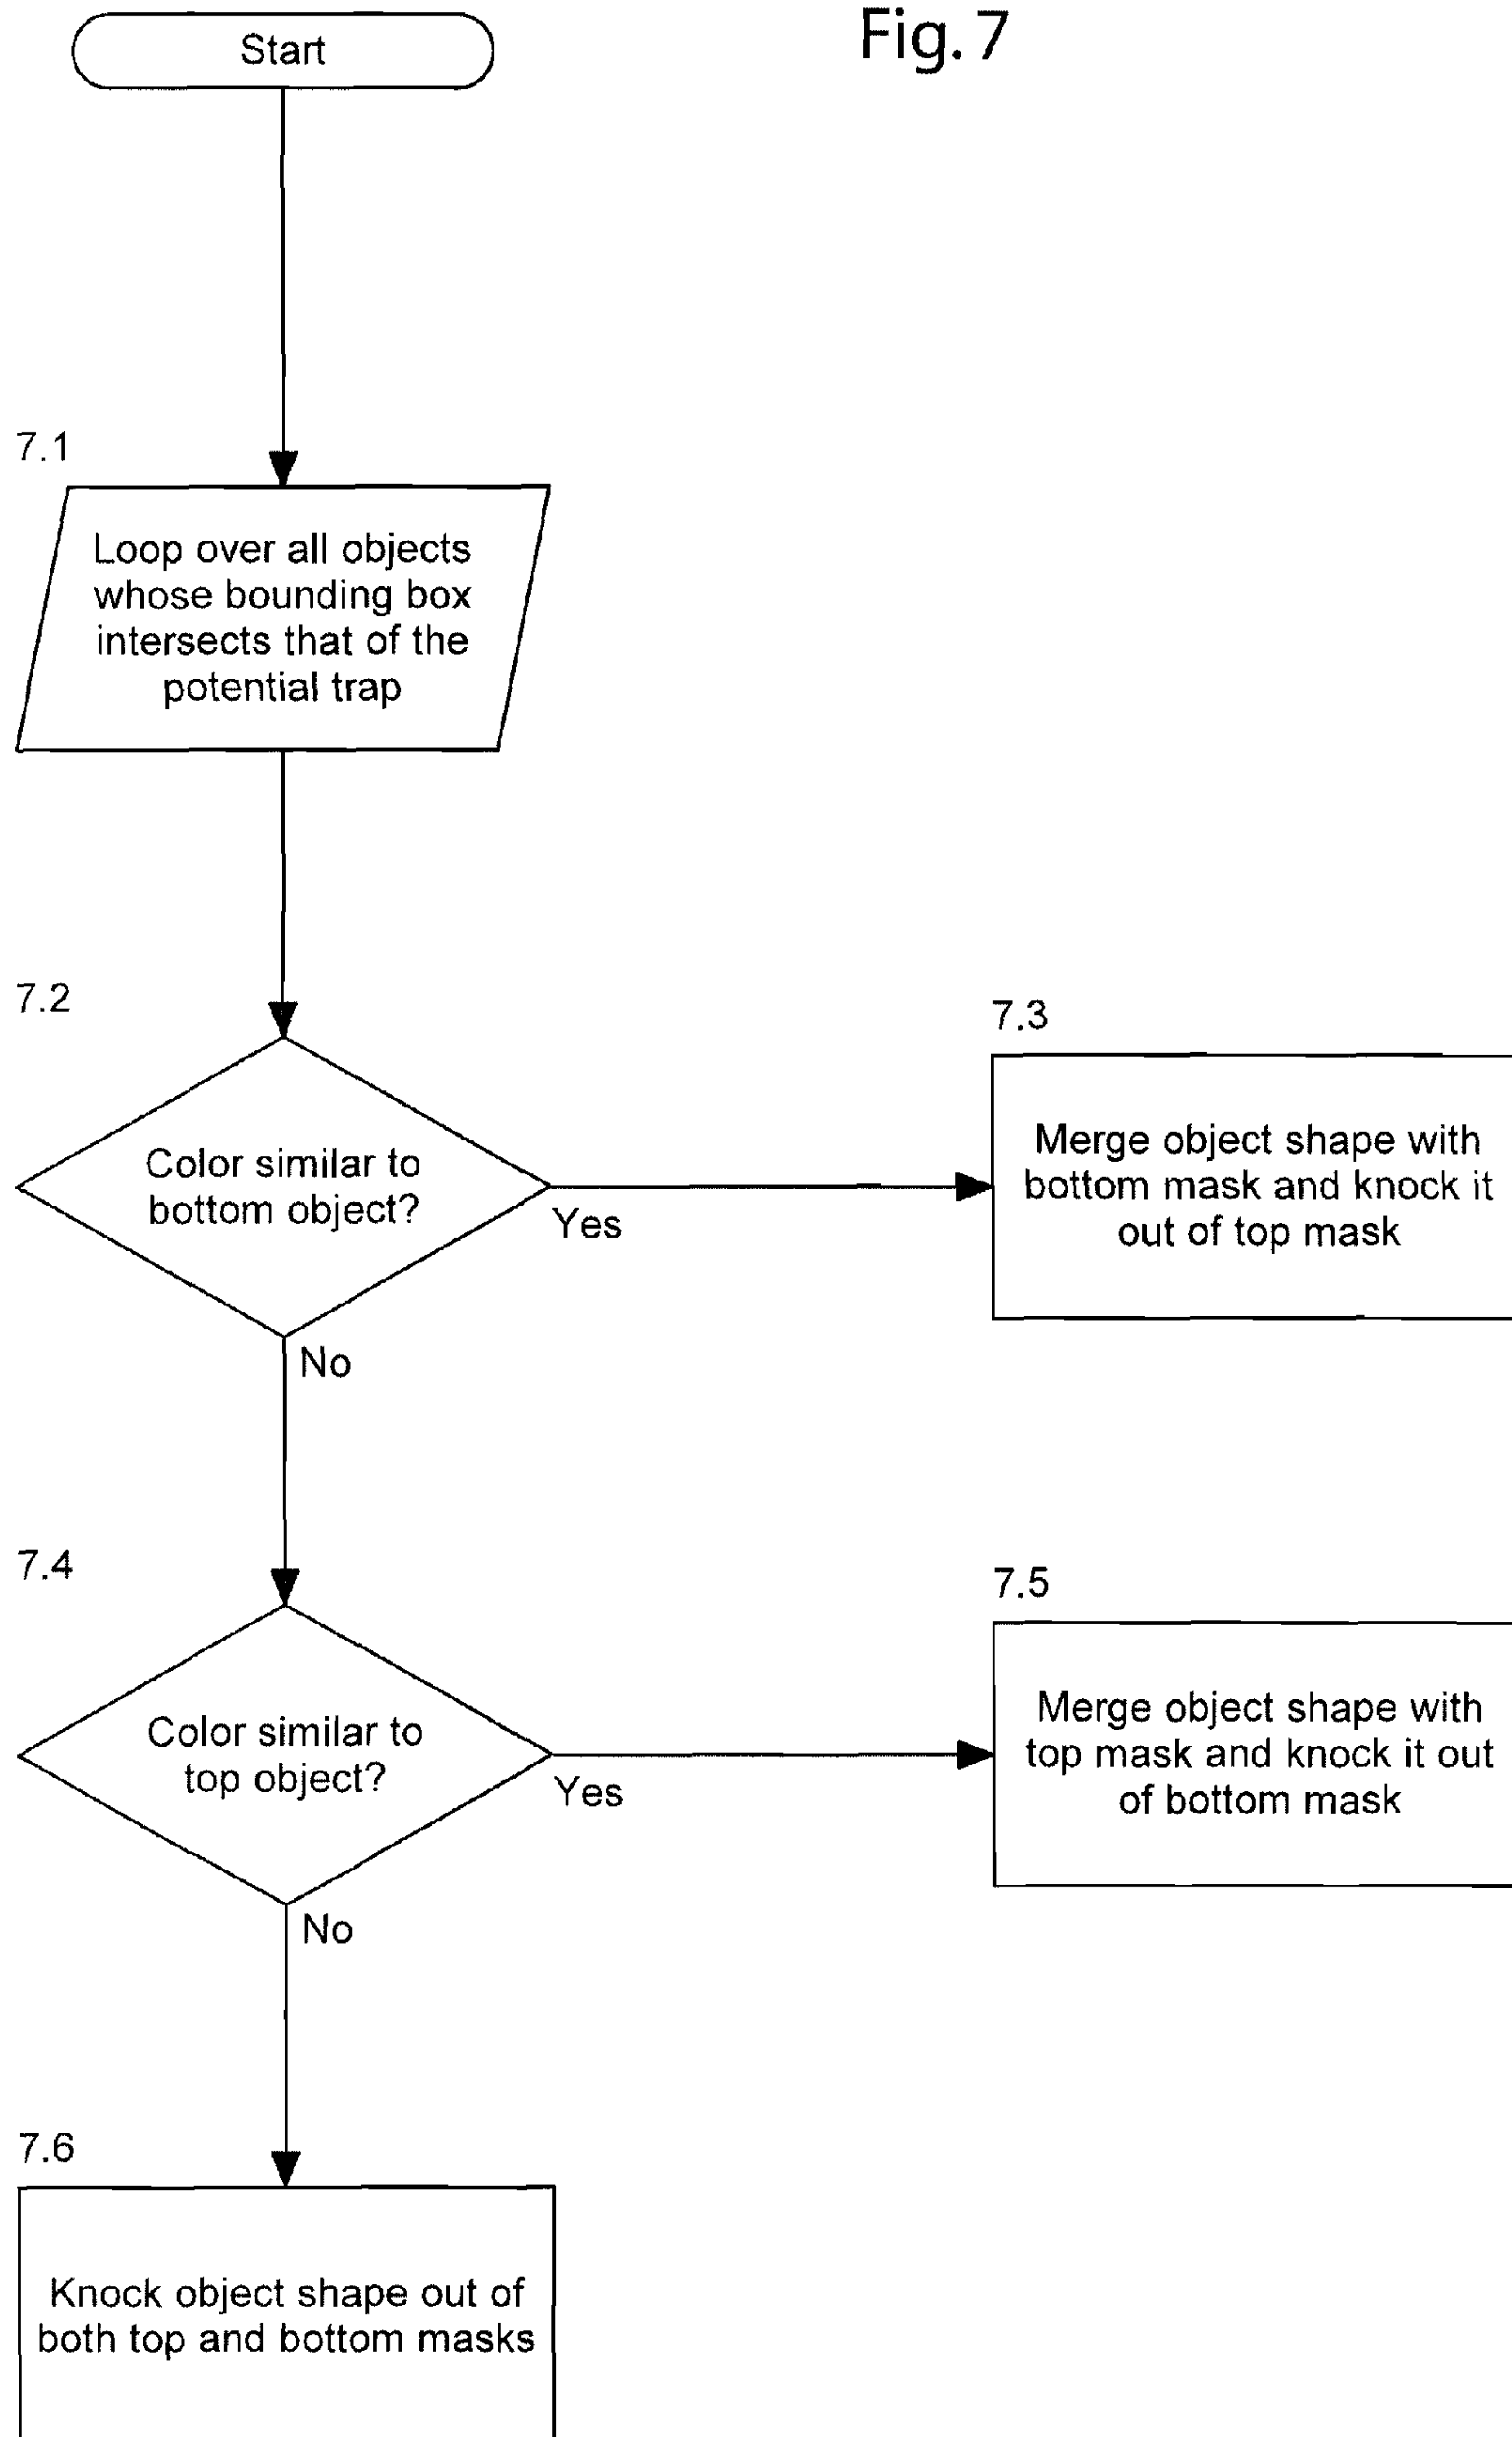 Fig. 7
Start
7.1
Loop over all objects
whose bounding box
intersects that of the
potential trap
7.2
Color similar to
bottom object?
Yes
No
7.3
Merge object shape with
bottom mask and knock it
out of top mask
7.4
Color similar to
top object?
Yes
No
7.5
Merge object shape with
top mask and knock it out
of bottom mask
7.6
Knock object shape out of
both top and bottom masks